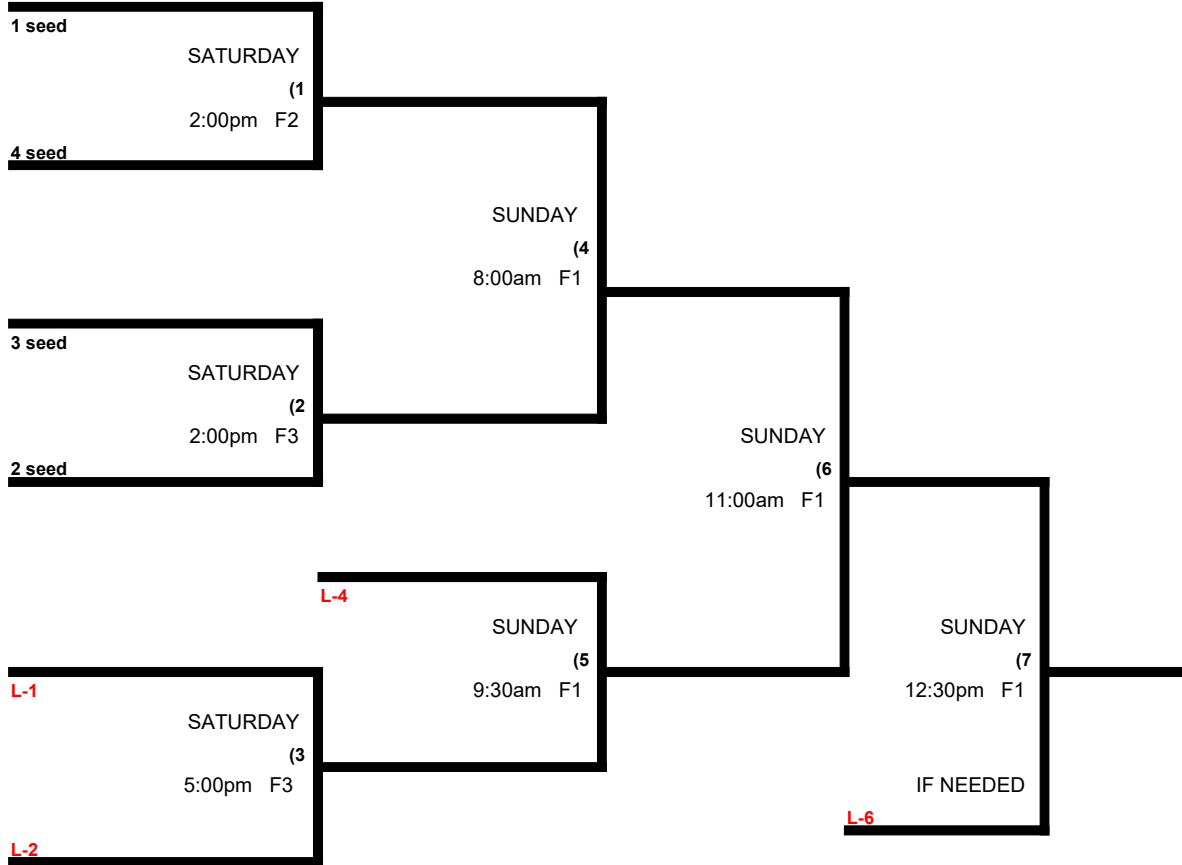 1 seed
SATURDAY
(1
2:00pm F2
4 seed
SUNDAY
(4
8:00am F1
3 seed
SATURDAY
(2
2:00pm F3
2 seed
SUNDAY
(6
11:00am F1
L-4
SUNDAY
(5
9:30am F1
SUNDAY
(7
12:30pm F1
L-1
SATURDAY
(3
5:00pm F3
IF NEEDED
L-6
L-2